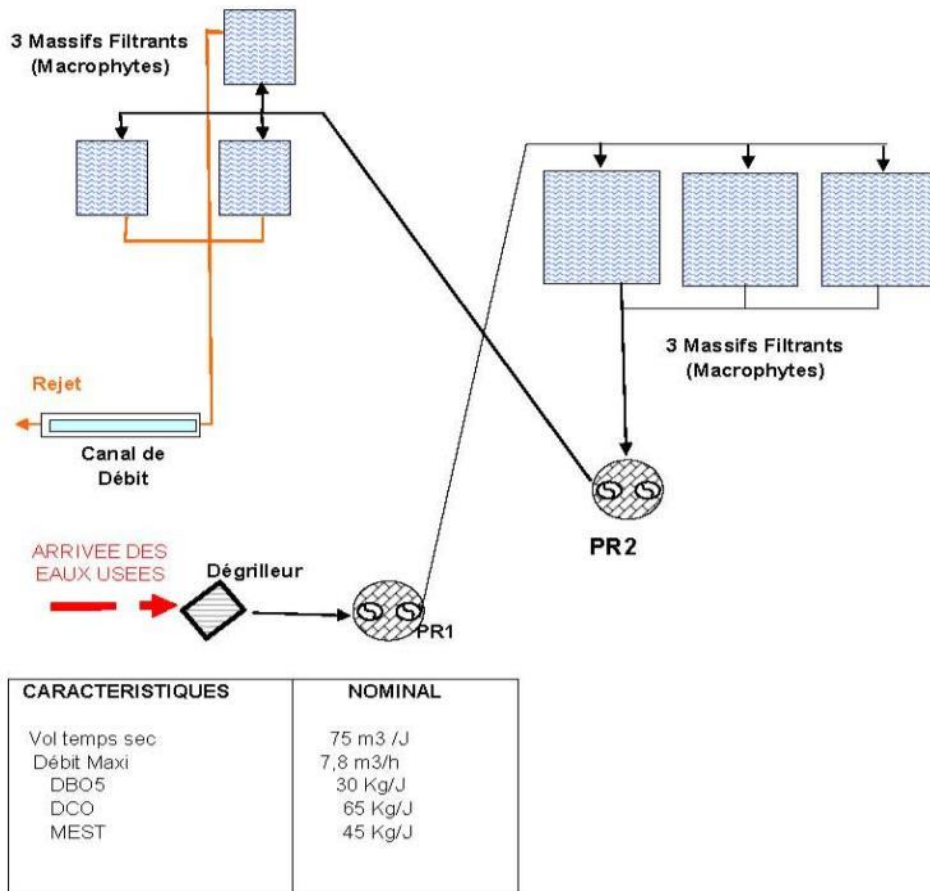 3 Massifs Filtrants
(Macrophytes)
3 Massifs Filtrants
(Macrophytes)
Rejet
Canal de
Débit
PR2
ARRIVEE DES
EAUX USEES
Dégrilleur
PR1
CARACTERISTIQUES NOMINAL
Vol temps sec 75 m3 /J
Débit Maxi 7,8 m3/h
DBO5 30 Kg/J
DCO 65 Kg/J
MEST 45 Kg/J